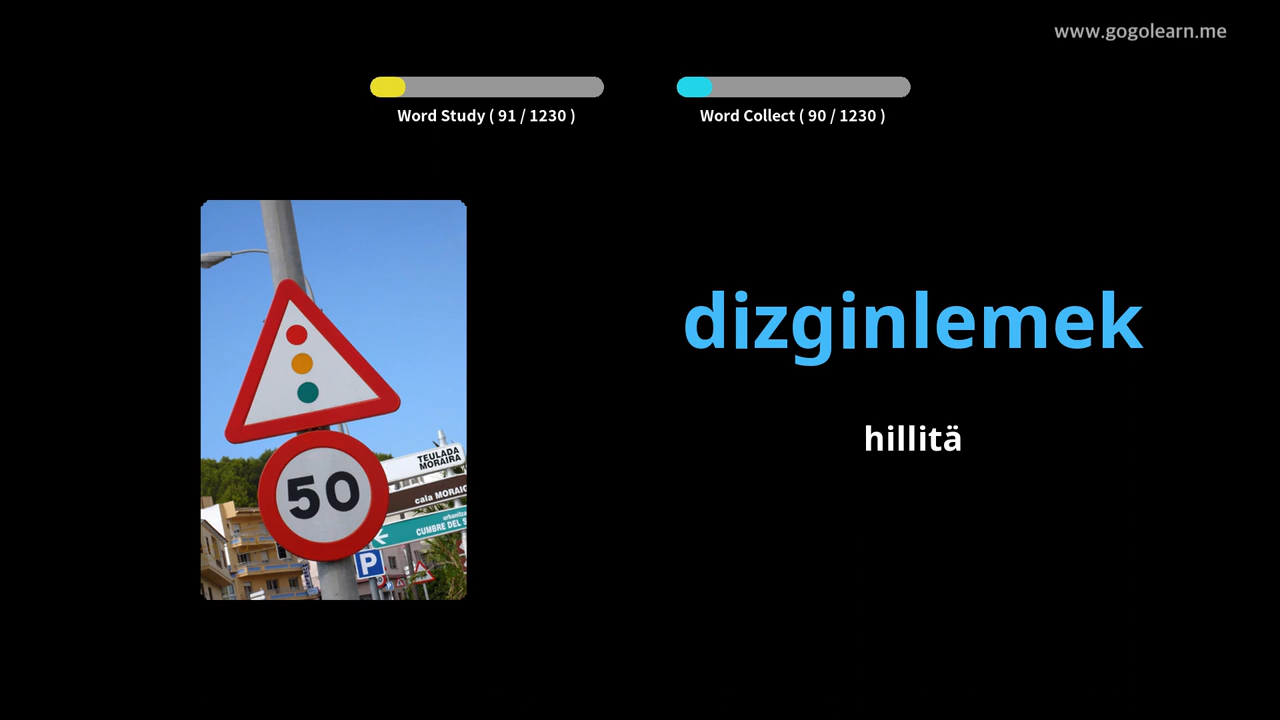 www.gogolearn.me
Word Study ( 91 / 1230 )
Word Collect ( 90 / 1230 )
dizginlemek
hillitä
50
TEULADA
MORAIRA
cala MORAIG
CUMBRE DEL S
P